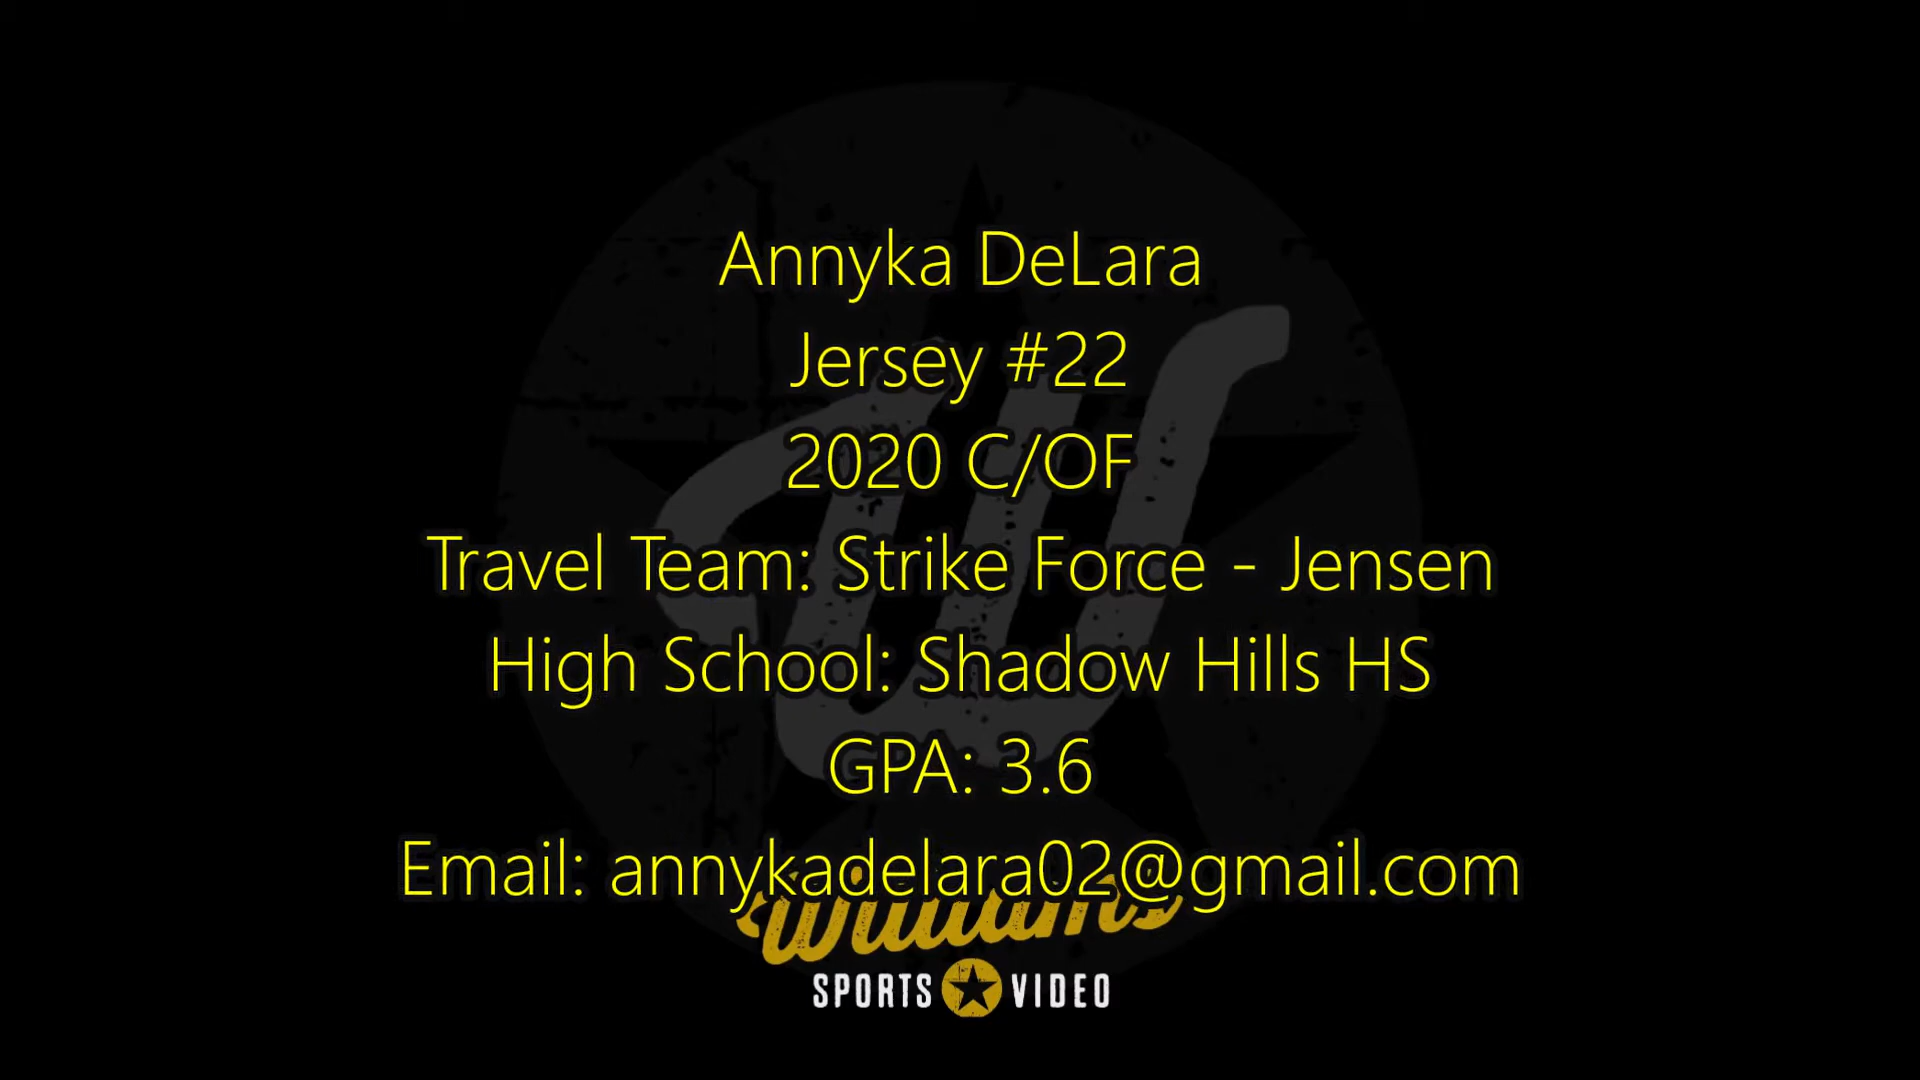 Annyka DeLara
Jersey #22
2020 C/OF
Travel Team: Strike Force - Jensen
High School: Shadow Hills HS
GPA: 3.6
Email: annykadelara02@gmail.com
Williams
SPORTS VIDEO